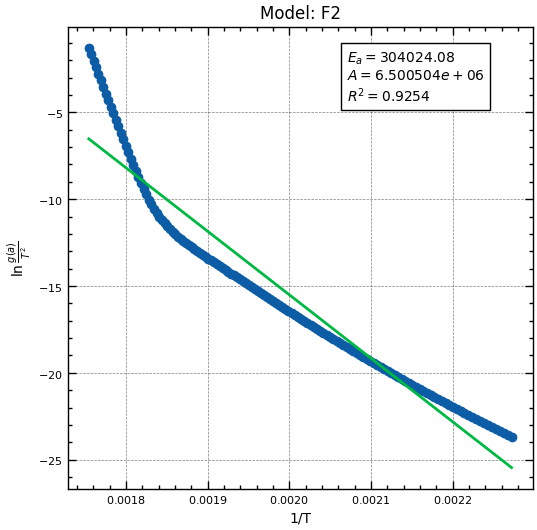 Model: F2
E_a = 304024.08
A = 6.500504e + 06
R^2 = 0.9254
ln g(a)/T^2
−5
−10
−15
−20
−25
0.0018 0.0019 0.0020 0.0021 0.0022
1/T